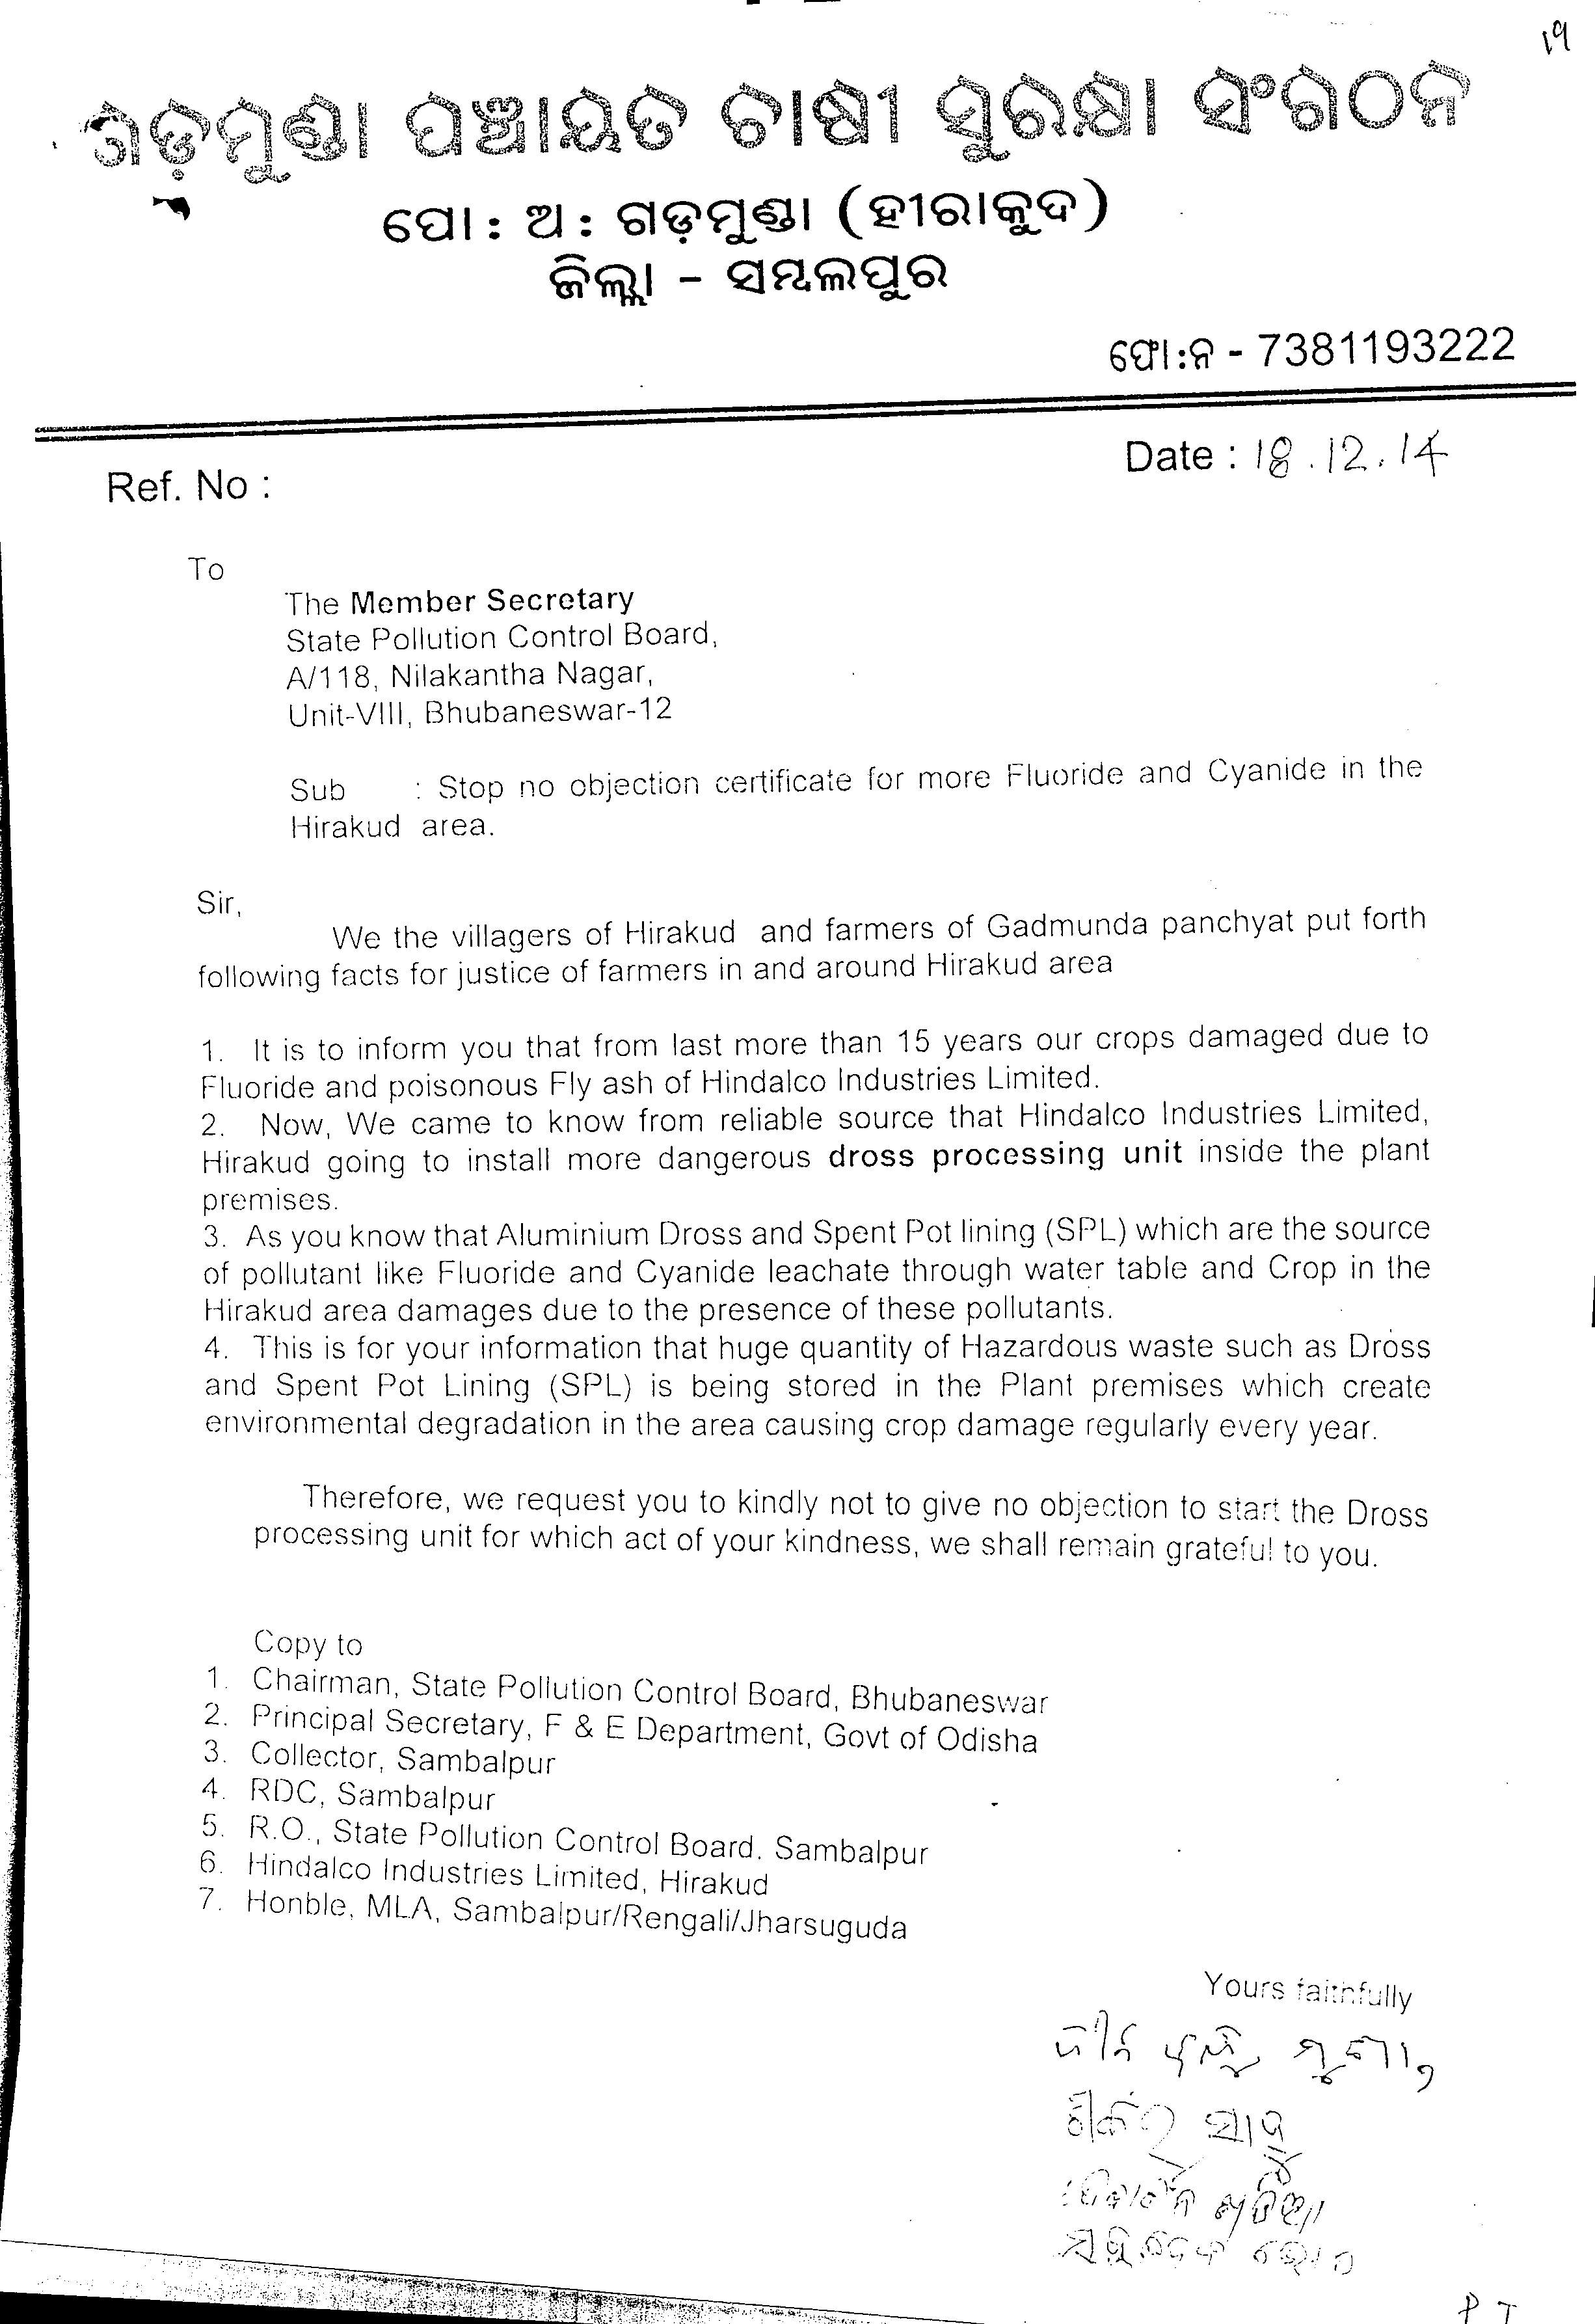 19
ଗଡ଼ମୁଣ୍ଡା ପଞ୍ଚାୟତ ଚାଷୀ ସୁରକ୍ଷା ସଂଗଠନ
ପୋ : ଅ : ଗଡ଼ମୁଣ୍ଡା (ହୀରାକୁଦ)
ଜିଲ୍ଲା - ସମ୍ବଲପୁର
ଫୋ:ନ - 7381193222
Date : 18.12.14
Ref. No :
To
The Member Secretary
State Pollution Control Board,
A/118, Nilakantha Nagar,
Unit-VIII, Bhubaneswar-12
Sub : Stop no objection certificate for more Fluoride and Cyanide in the
Hirakud area.
Sir,
We the villagers of Hirakud and farmers of Gadmunda panchyat put forth
following facts for justice of farmers in and around Hirakud area
1. It is to inform you that from last more than 15 years our crops damaged due to
Fluoride and poisonous Fly ash of Hindalco Industries Limited.
2. Now, We came to know from reliable source that Hindalco Industries Limited,
Hirakud going to install more dangerous dross processing unit inside the plant
premises.
3. As you know that Aluminium Dross and Spent Pot lining (SPL) which are the source
of pollutant like Fluoride and Cyanide leachate through water table and Crop in the
Hirakud area damages due to the presence of these pollutants.
4. This is for your information that huge quantity of Hazardous waste such as Dross
and Spent Pot Lining (SPL) is being stored in the Plant premises which create
environmental degradation in the area causing crop damage regularly every year.
Therefore, we request you to kindly not to give no objection to start the Dross
processing unit for which act of your kindness, we shall remain grateful to you.
Copy to
1. Chairman, State Pollution Control Board, Bhubaneswar
2. Principal Secretary, F & E Department, Govt of Odisha
3. Collector, Sambalpur
4. RDC, Sambalpur
5. R.O., State Pollution Control Board. Sambalpur
6. Hindalco Industries Limited, Hirakud
7. Honble, MLA, Sambalpur/Rengali/Jharsuguda
Yours faithfully